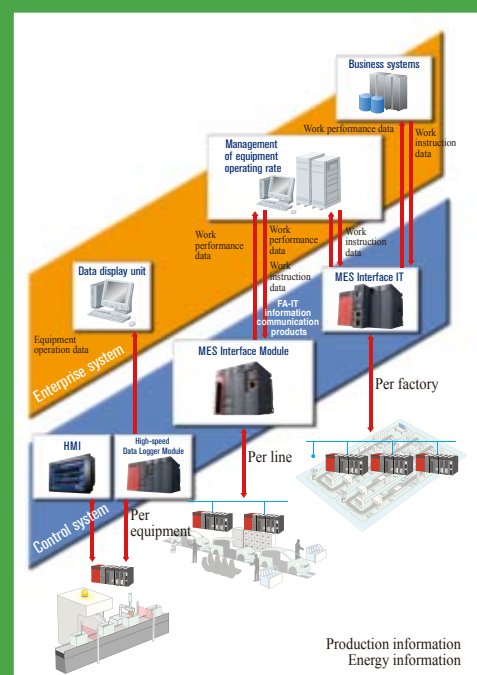 Business systems
Work performance data
Work
instruction
data
Management
of equipment
operating rate
Work
performance
data
Work
performance
data
Work
instruction
data
Work
instruction
data
Data display unit
MES Interface IT
FA-IT
information
communication
products
Equipment
operation data
Enterprise system
MES Interface Module
Per factory
HMI
High-speed
Data Logger Module
Per line
Control system
Per
equipment
Production information
Energy information